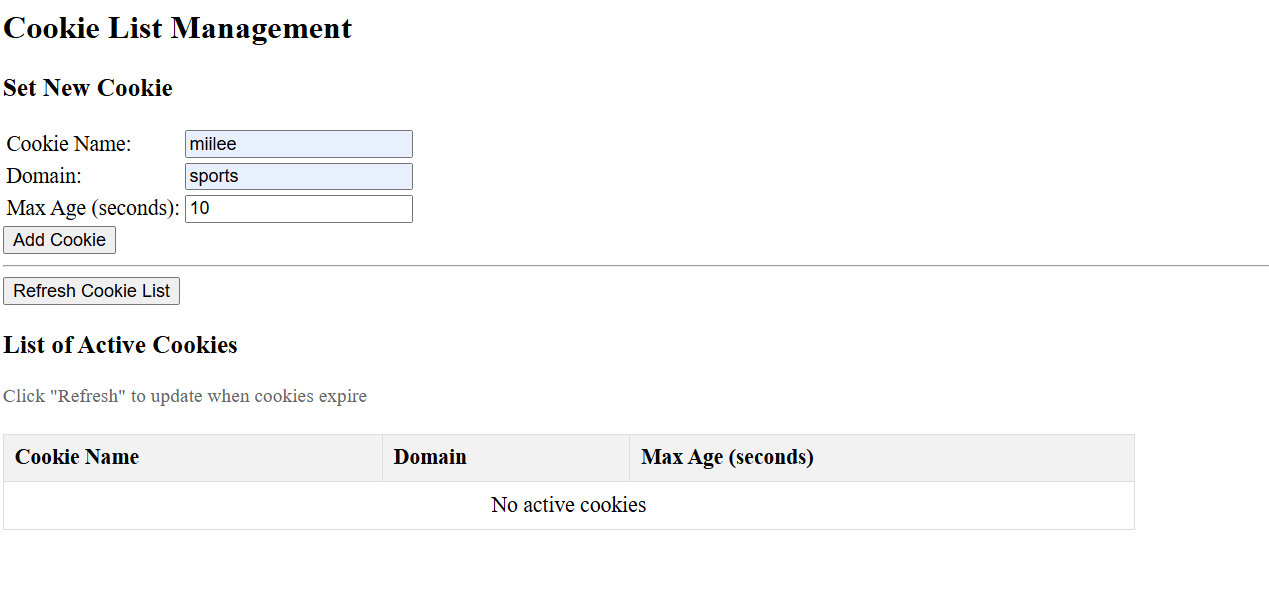 Cookie List Management
Set New Cookie
Cookie Name: miilee
Domain: sports
Max Age (seconds): 10
Add Cookie
Refresh Cookie List
List of Active Cookies
Click "Refresh" to update when cookies expire
Cookie Name Domain Max Age (seconds)
No active cookies